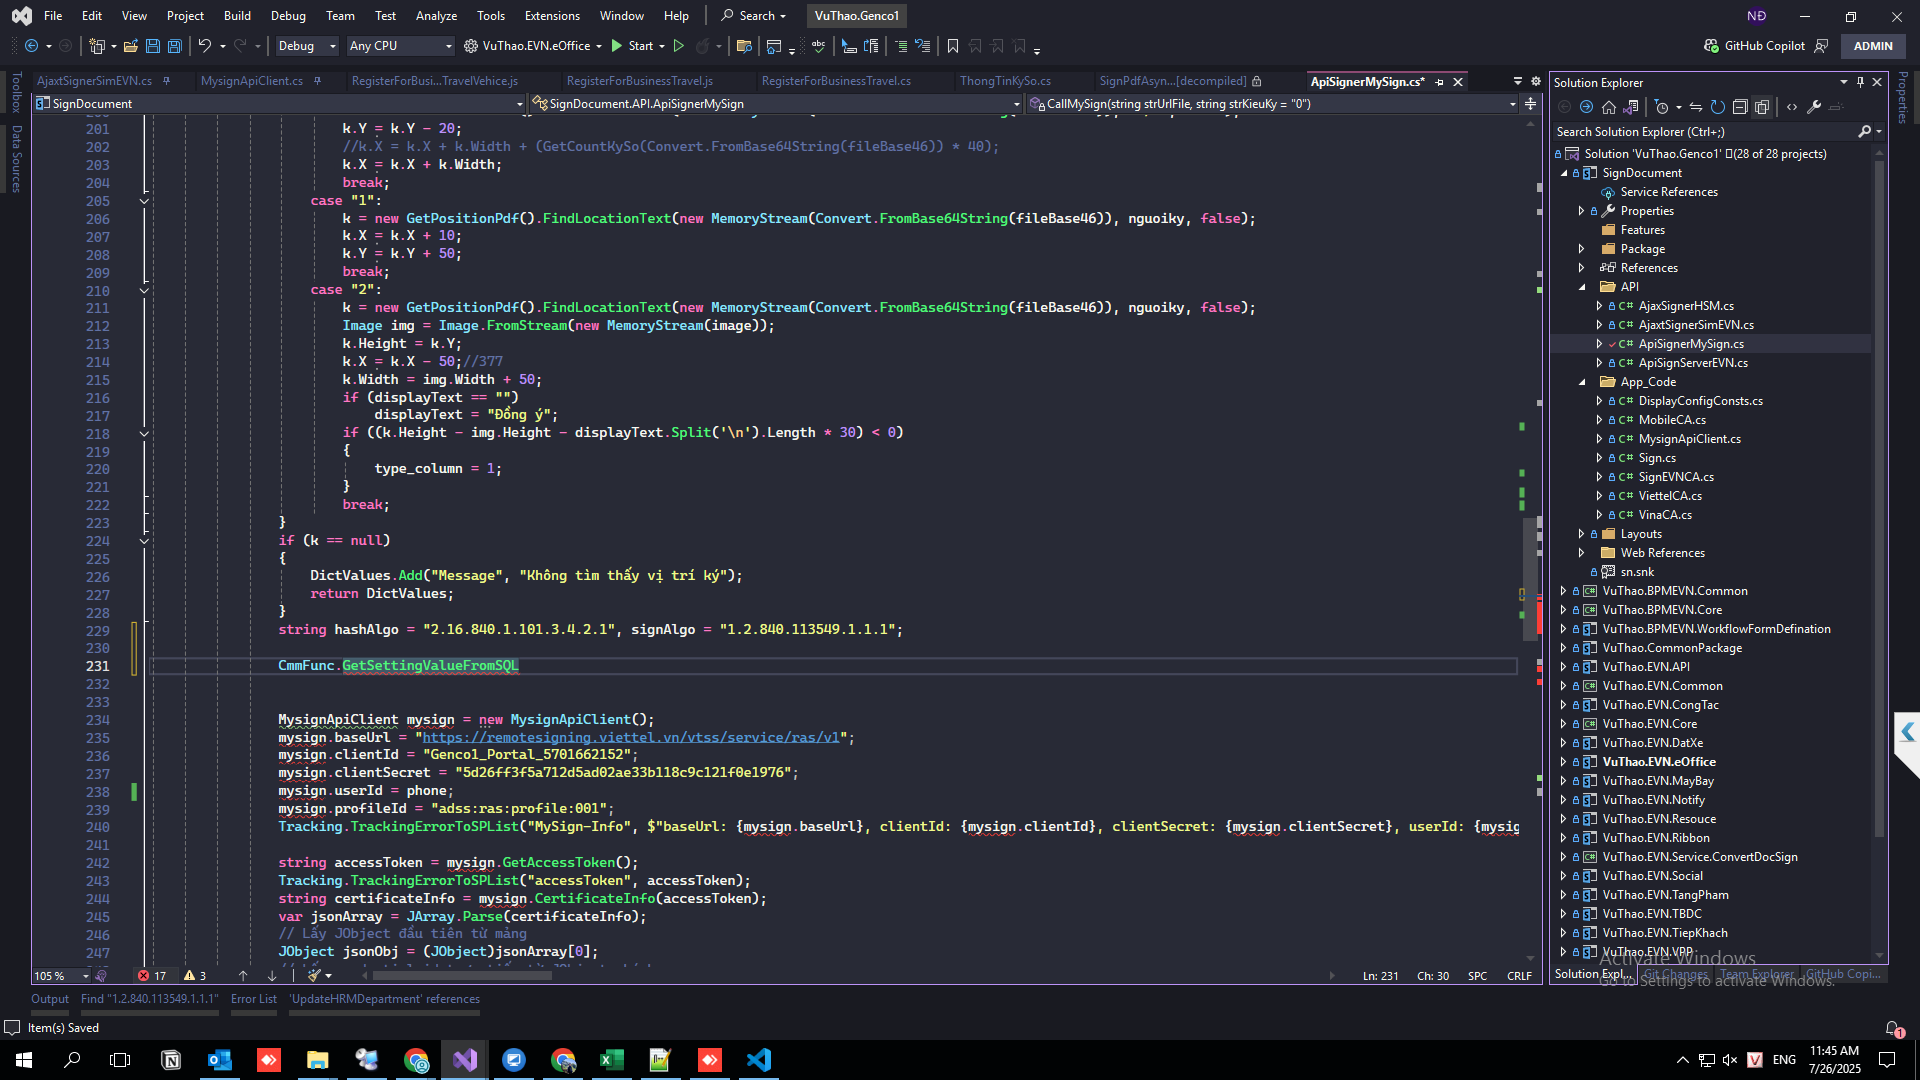 File Edit View Project Build Debug Team Test Analyze Tools Extensions Window Help Search VuThao.Genco1 NĐ
Debug Any CPU VuThao.EVN.eOffice Start GitHub Copilot ADMIN
Toolbox
Data Sources
AjaxtSignerSimEVN.cs MysignApiClient.cs RegisterForBusi...TravelVehice.js RegisterForBusinessTravel.js RegisterForBusinessTravel.cs ThongTinKySo.cs SignPdfAsyn...[decompiled] ApiSignerMySign.cs*
SignDocument SignDocument.API.ApiSignerMySign CallMySign(string strUrlFile, string strKieuKy = "0")
201 k.Y = k.Y - 20;
202 //k.X = k.X + k.Width + (GetCountKySo(Convert.FromBase64String(fileBase46)) * 40);
203 k.X = k.X + k.Width;
204 break;
205 case "1":
206 k = new GetPositionPdf().FindLocationText(new MemoryStream(Convert.FromBase64String(fileBase46)), nguoiky, false);
207 k.X = k.X + 10;
208 k.Y = k.Y + 50;
209 break;
210 case "2":
211 k = new GetPositionPdf().FindLocationText(new MemoryStream(Convert.FromBase64String(fileBase46)), nguoiky, false);
212 Image img = Image.FromStream(new MemoryStream(image));
213 k.Height = k.Y;
214 k.X = k.X - 50;//377
215 k.Width = img.Width + 50;
216 if (displayText == "")
217 displayText = "Đồng ý";
218 if ((k.Height - img.Height - displayText.Split('\n').Length * 30) < 0)
219 {
220 type_column = 1;
221 }
222 break;
223 }
224 if (k == null)
225 {
226 DictValues.Add("Message", "Không tìm thấy vị trí ký");
227 return DictValues;
228 }
229 string hashAlgo = "2.16.840.1.101.3.4.2.1", signAlgo = "1.2.840.113549.1.1.1";
230
231 CmmFunc.GetSettingValueFromSQL
232
233
234 MysignApiClient mysign = new MysignApiClient();
235 mysign.baseUrl = "https://remotesigning.viettel.vn/vtss/service/ras/v1";
236 mysign.clientId = "Genco1_Portal_5701662152";
237 mysign.clientSecret = "5d26ff3f5a712d5ad02ae33b118c9c121f0e1976";
238 mysign.userId = phone;
239 mysign.profileId = "adss:ras:profile:001";
240 Tracking.TrackingErrorToSPList("MySign-Info", $"baseUrl: {mysign.baseUrl}, clientId: {mysign.clientId}, clientSecret: {mysign.clientSecret}, userId: {mysig
241
242 string accessToken = mysign.GetAccessToken();
243 Tracking.TrackingErrorToSPList("accessToken", accessToken);
244 string certificateInfo = mysign.CertificateInfo(accessToken);
245 var jsonArray = JArray.Parse(certificateInfo);
246 // Lấy JObject đầu tiên từ mảng
247 JObject jsonObj = (JObject)jsonArray[0];
105 % 17 3 Ln: 231 Ch: 30 SPC CRLF
Output Find "1.2.840.113549.1.1.1" Error List 'UpdateHRMDepartment' references
Item(s) Saved
Solution Explorer
Search Solution Explorer (Ctrl+;)
Solution 'VuThao.Genco1' (28 of 28 projects)
SignDocument
Service References
Properties
Features
Package
References
API
C# AjaxSignerHSM.cs
C# AjaxtSignerSimEVN.cs
C# ApiSignerMySign.cs
C# ApiSignServerEVN.cs
App_Code
C# DisplayConfigConsts.cs
C# MobileCA.cs
C# MysignApiClient.cs
C# Sign.cs
C# SignEVNCA.cs
C# ViettelCA.cs
C# VinaCA.cs
Layouts
Web References
sn.snk
VuThao.BPMEVN.Common
VuThao.BPMEVN.Core
VuThao.BPMEVN.WorkflowFormDefination
VuThao.CommonPackage
VuThao.EVN.API
VuThao.EVN.Common
VuThao.EVN.CongTac
VuThao.EVN.Core
VuThao.EVN.DatXe
VuThao.EVN.eOffice
VuThao.EVN.MayBay
VuThao.EVN.Notify
VuThao.EVN.Resouce
VuThao.EVN.Ribbon
VuThao.EVN.Service.ConvertDocSign
VuThao.EVN.Social
VuThao.EVN.TangPham
VuThao.EVN.TBDC
VuThao.EVN.TiepKhach
VuThao.EVN.VPP
Solution Expl... Git Changes Team Explorer GitHub Copi...
Activate Windows
Go to Settings to activate Windows.
Properties
ENG 11:45 AM
7/26/2025